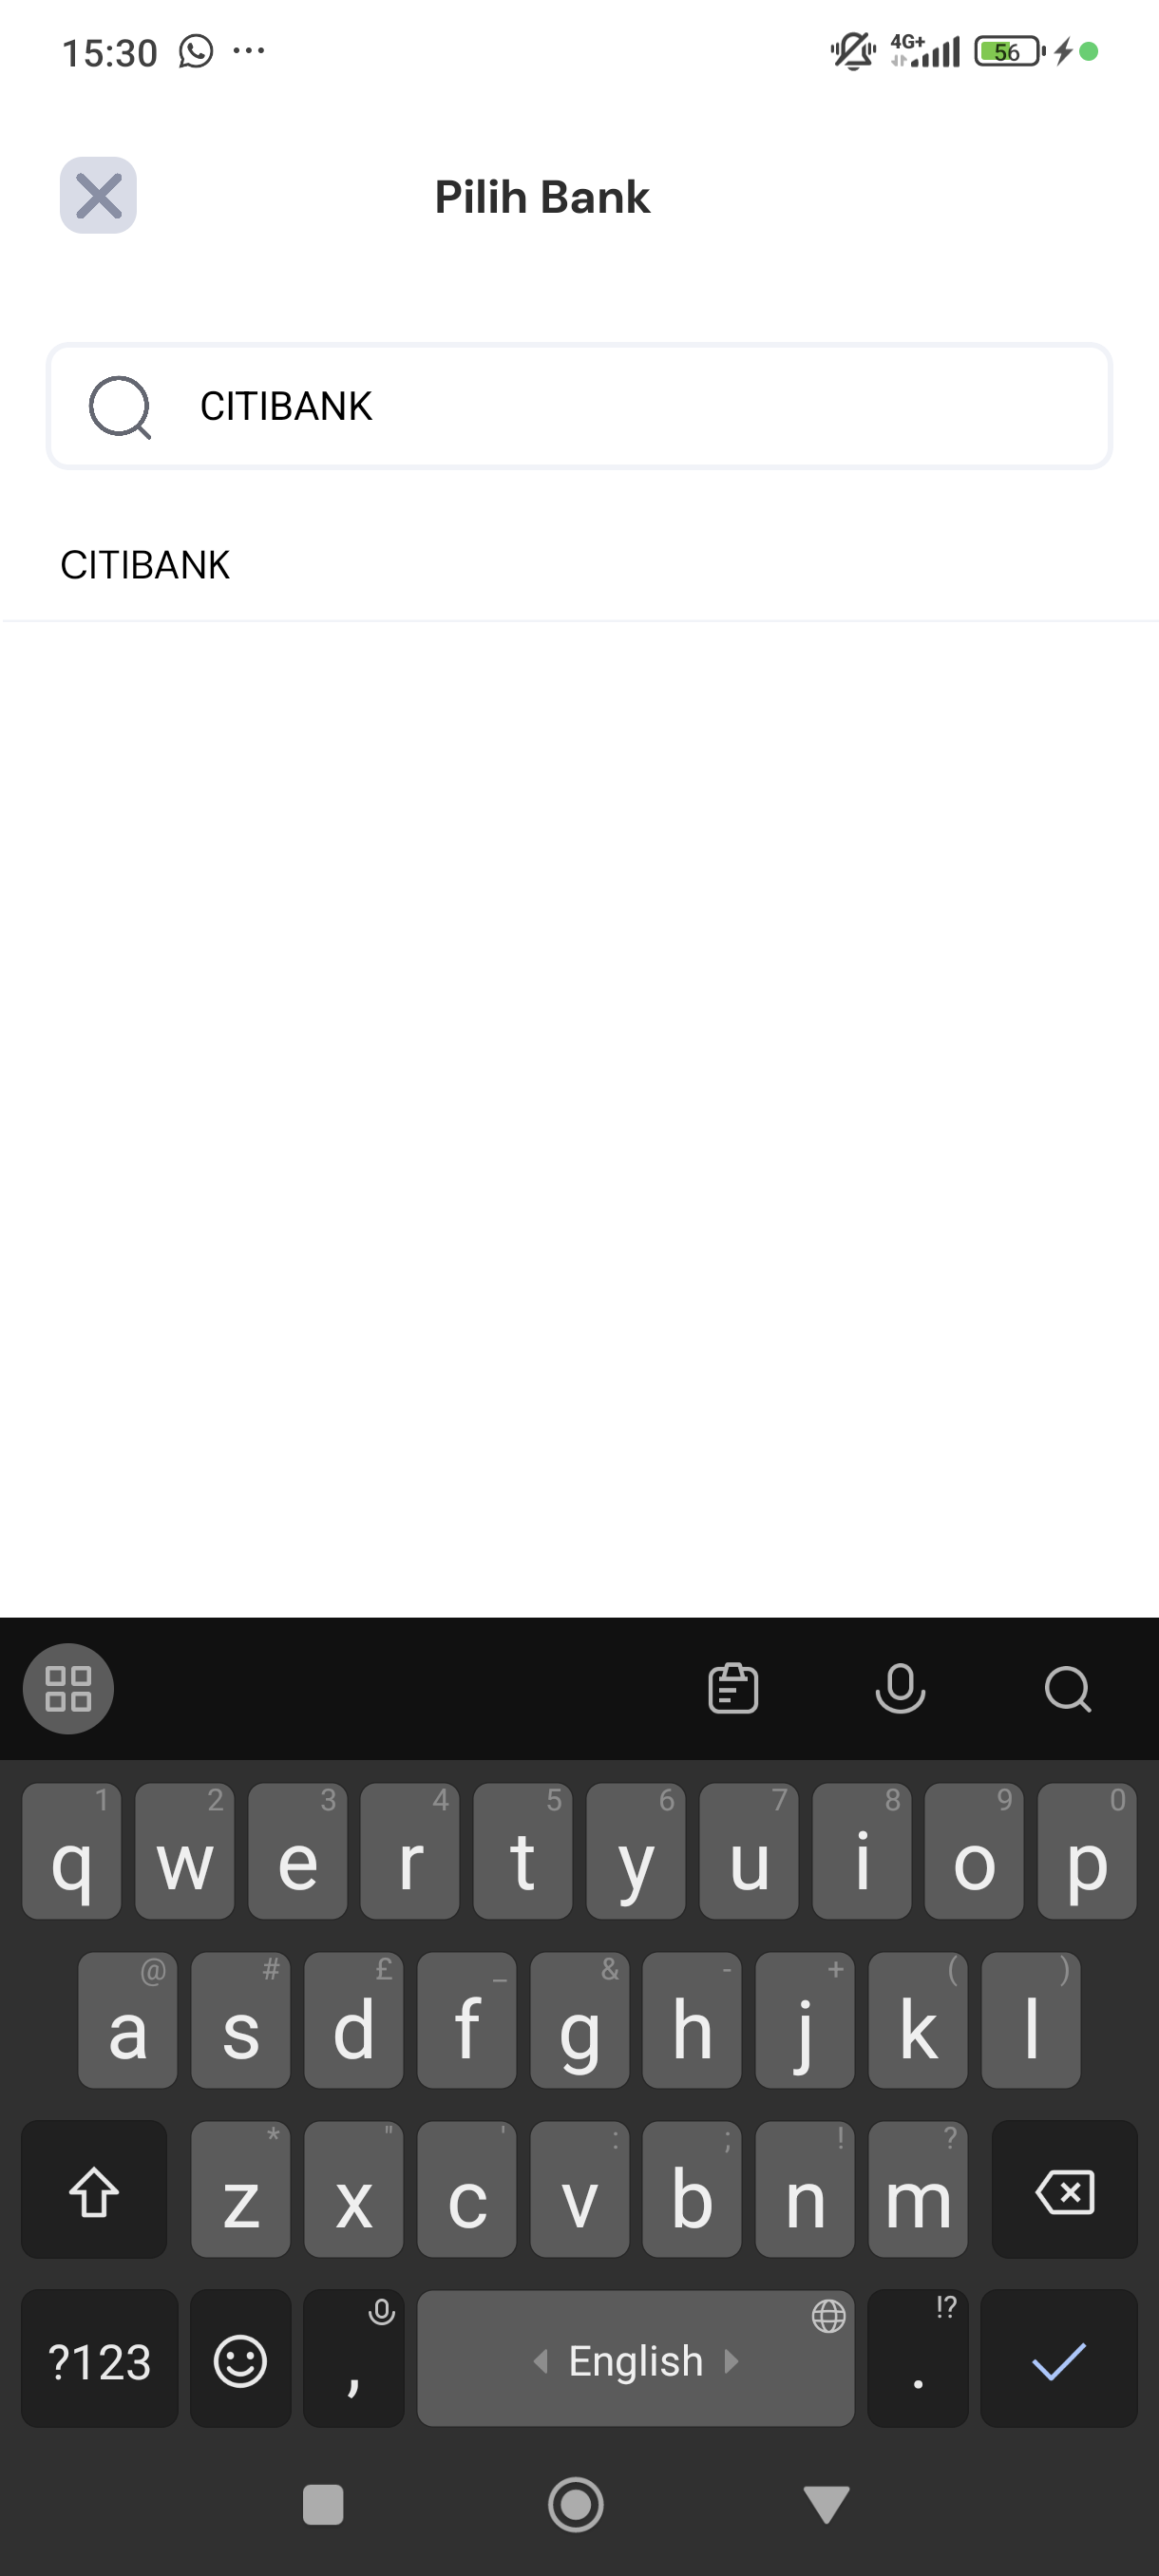 15:30 ...
4G+ 56
Pilih Bank
CITIBANK
CITIBANK
1 2 3 4 5 6 7 8 9 0
q w e r t y u i o p
@ # £ _ & - + ( )
a s d f g h j k l
* " ' : ; ! ?
z x c v b n m
!?
?123 , English .